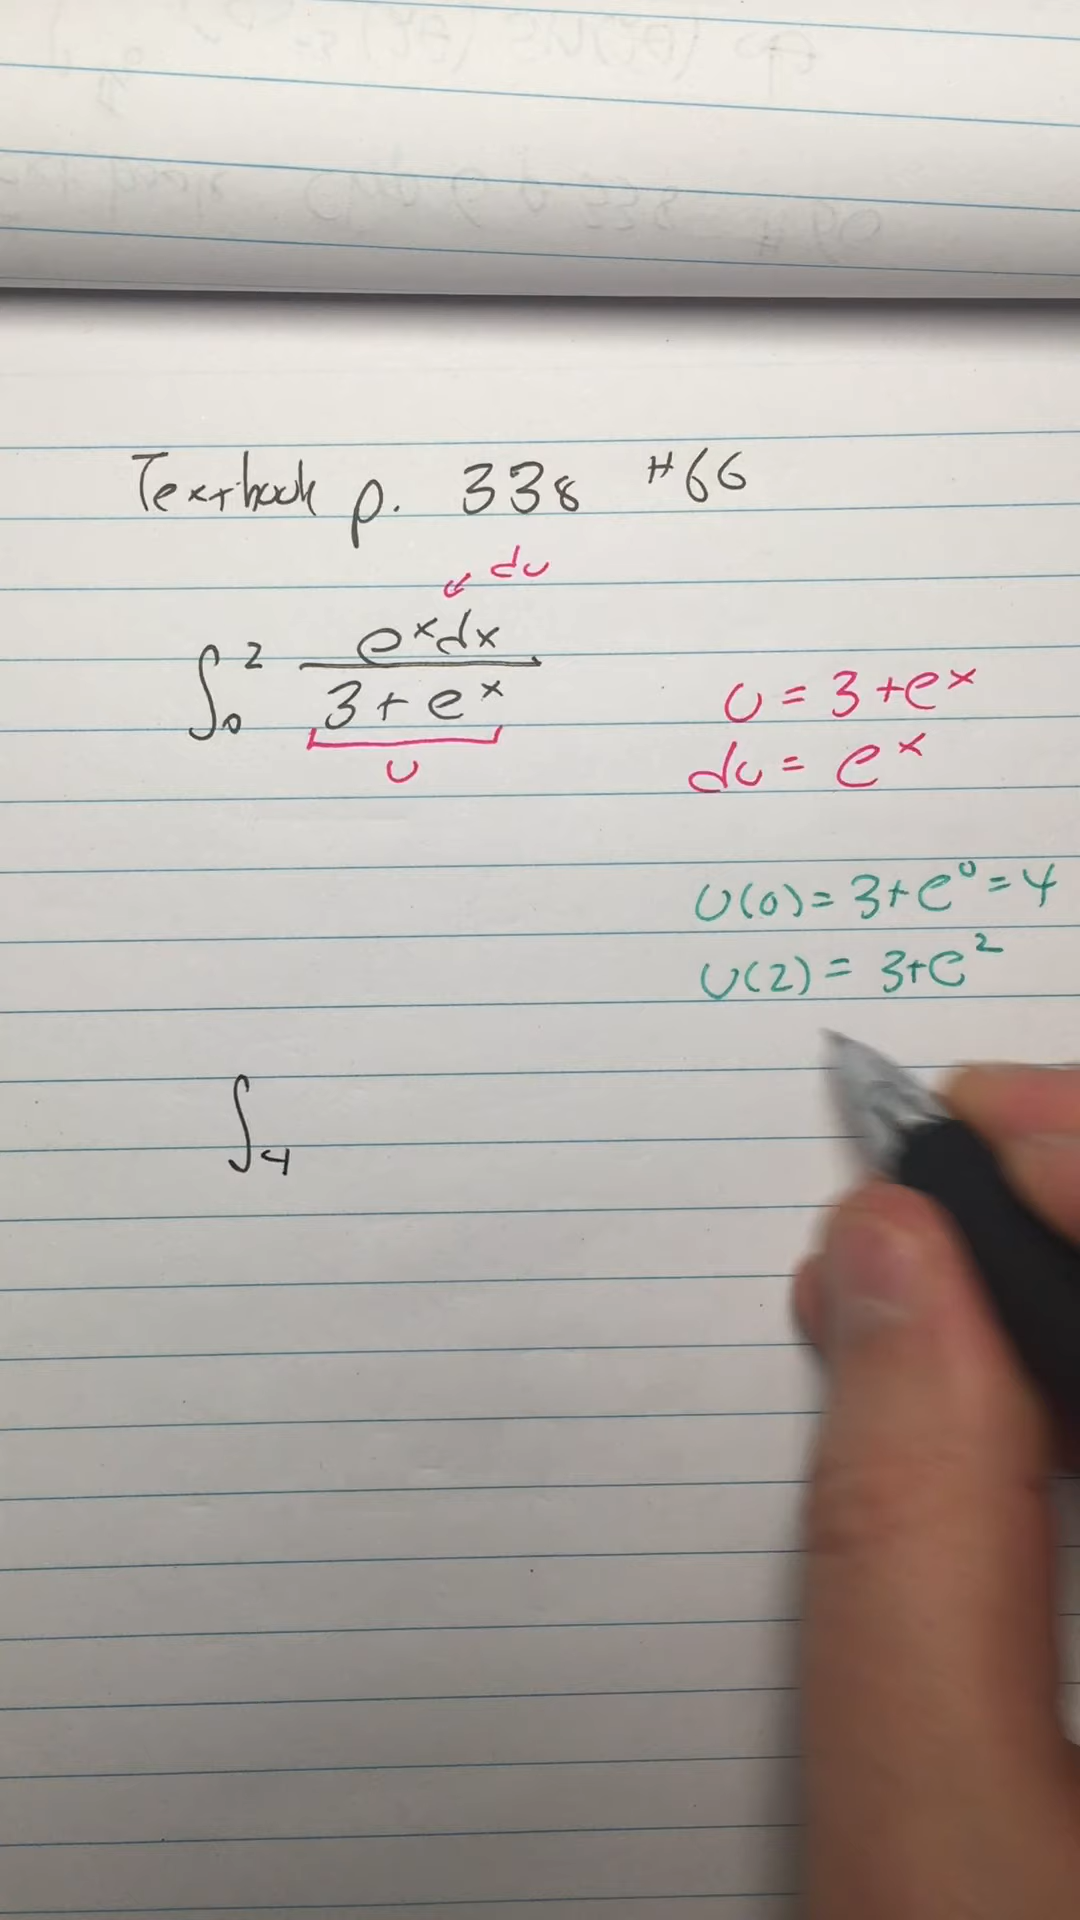 Textbook p. 338 #66
du
∫₀² e^x dx / 3 + e^x
u
u = 3 + e^x
du = e^x
u(0) = 3 + e^0 = 4
u(2) = 3 + e^2
∫₄